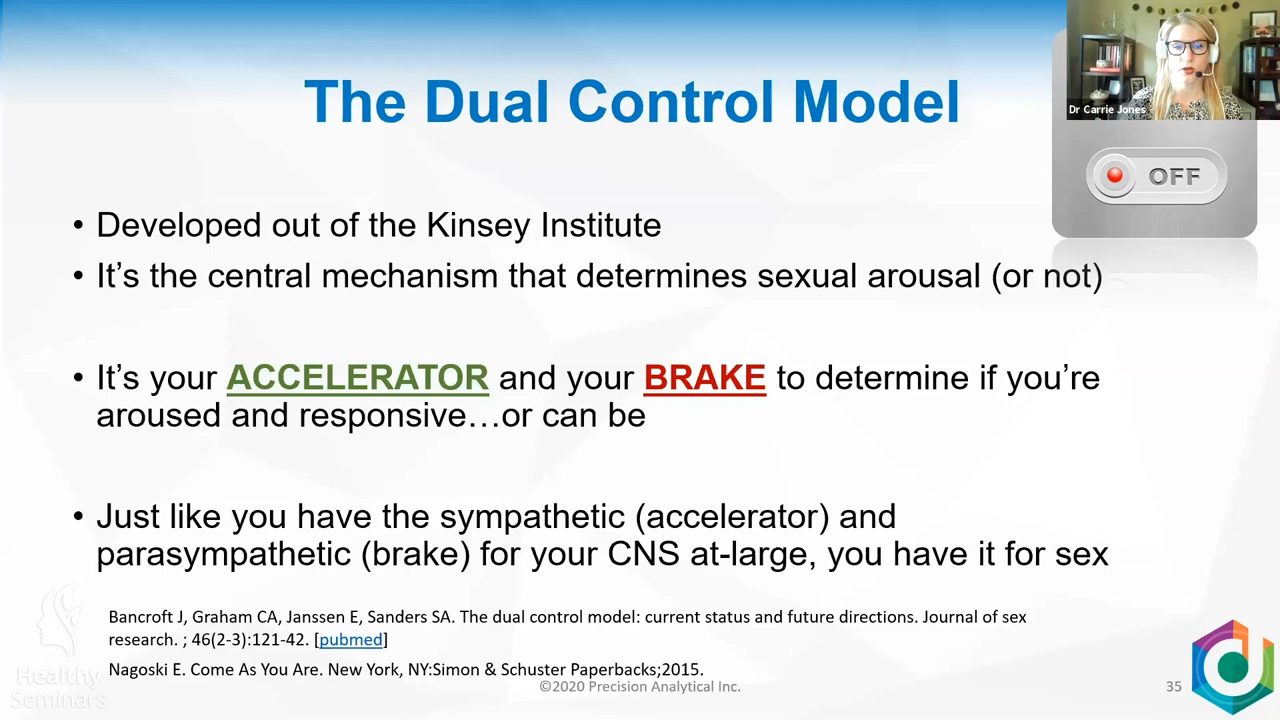 The Dual Control Model
Dr Carrie Jones
OFF
• Developed out of the Kinsey Institute
• It’s the central mechanism that determines sexual arousal (or not)
• It’s your ACCELERATOR and your BRAKE to determine if you’re
aroused and responsive…or can be
• Just like you have the sympathetic (accelerator) and
parasympathetic (brake) for your CNS at-large, you have it for sex
Bancroft J, Graham CA, Janssen E, Sanders SA. The dual control model: current status and future directions. Journal of sex
research. ; 46(2-3):121-42. [pubmed]
Nagoski E. Come As You Are. New York, NY:Simon & Schuster Paperbacks;2015.
Healthy
Seminars
©2020 Precision Analytical Inc.
35